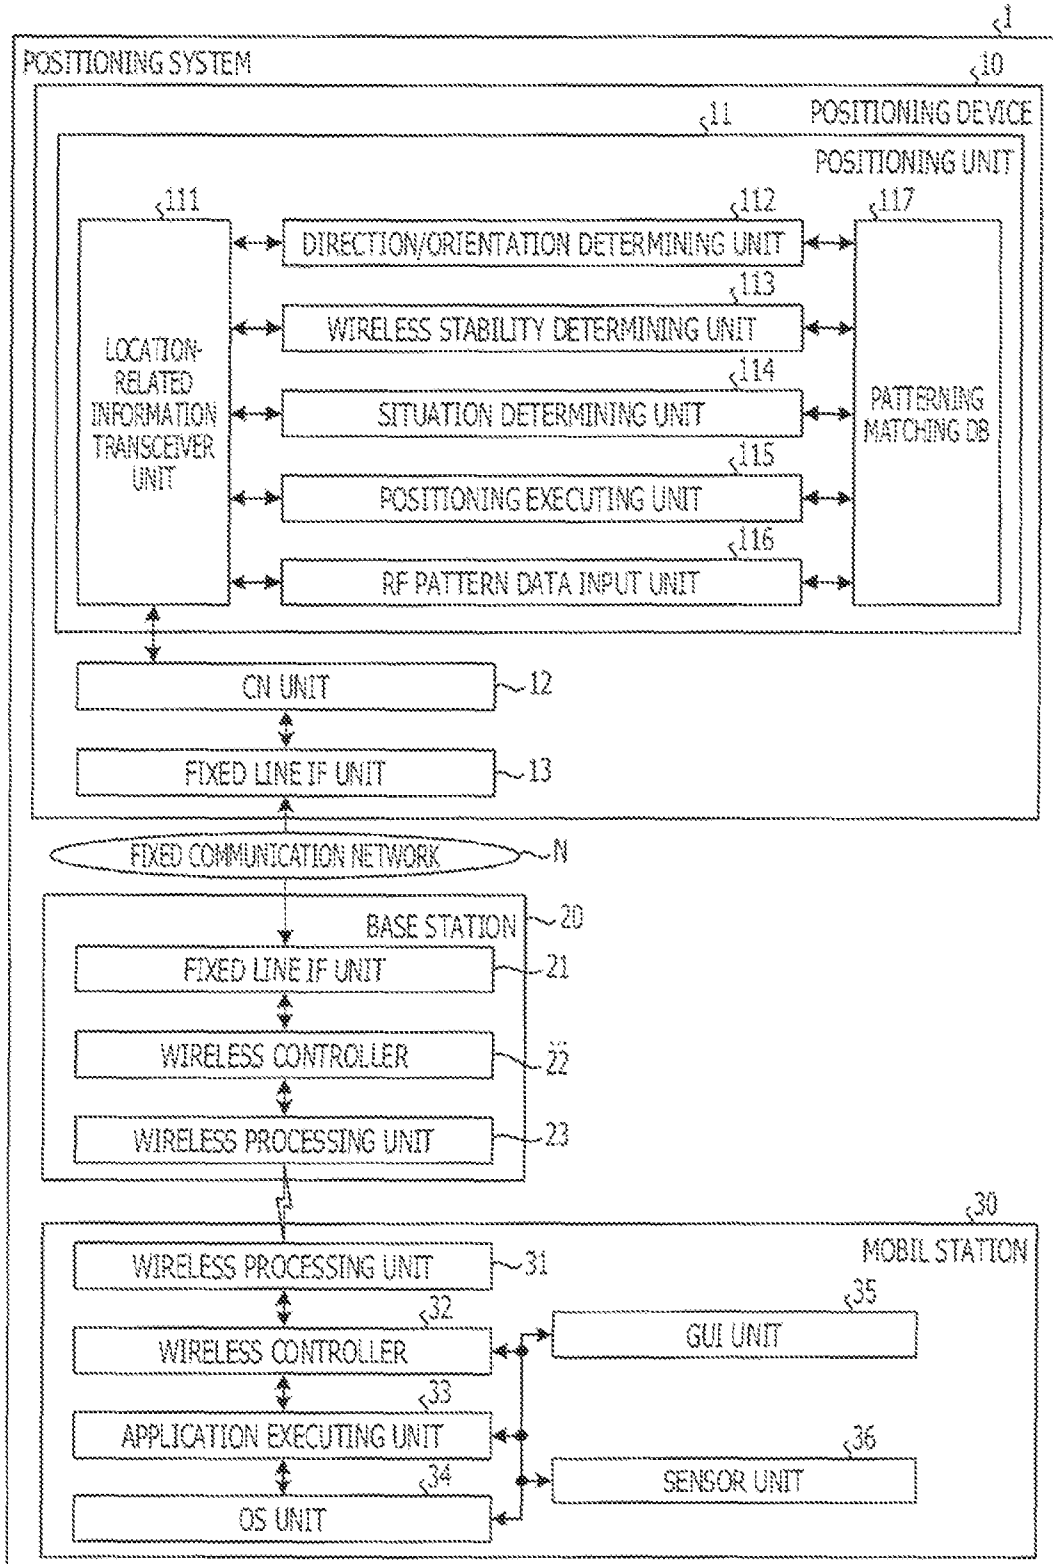 1
POSITIONING SYSTEM
10
POSITIONING DEVICE
11
POSITIONING UNIT
111
112
117
DIRECTION/ORIENTATION DETERMINING UNIT
113
WIRELESS STABILITY DETERMINING UNIT
LOCATION-
RELATED
INFORMATION
TRANSCEIVER
UNIT
114
SITUATION DETERMINING UNIT
PATTERNING
MATCHING DB
115
POSITIONING EXECUTING UNIT
116
RF PATTERN DATA INPUT UNIT
CN UNIT
12
FIXED LINE IF UNIT
13
FIXED COMMUNICATION NETWORK
N
20
BASE STATION
FIXED LINE IF UNIT
21
WIRELESS CONTROLLER
22
WIRELESS PROCESSING UNIT
23
30
MOBIL STATION
WIRELESS PROCESSING UNIT
31
32
35
WIRELESS CONTROLLER
GUI UNIT
33
APPLICATION EXECUTING UNIT
36
34
SENSOR UNIT
OS UNIT